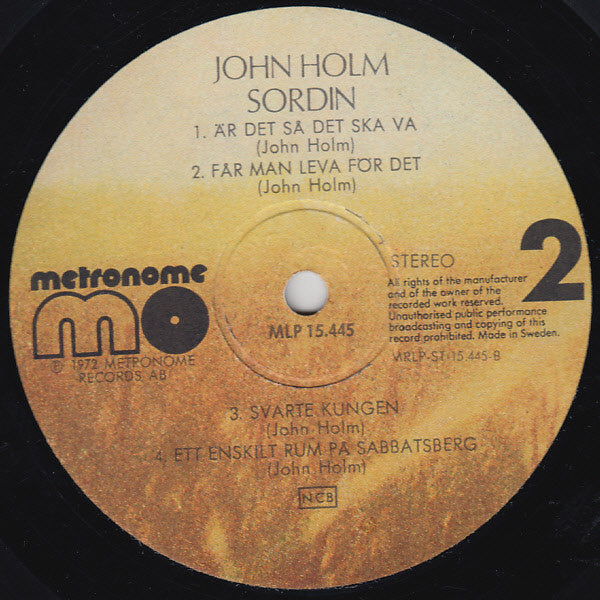 JOHN HOLM
SORDIN
1. ÄR DET SÅ DET SKA VA
(John Holm)
2. FÅR MAN LEVA FÖR DET
(John Holm)
metronome
mo
℗ 1972 METRONOME
RECORDS AB
MLP 15.445
STEREO
2
All rights of the manufacturer
and of the owner of the
recorded work reserved.
Unauthorised public performance
broadcasting and copying of this
record prohibited. Made in Sweden.
MRLP-ST-15.445-B
3. SVARTE KUNGEN
(John Holm)
4. ETT ENSKILT RUM PÅ SABBATSBERG
(John Holm)
NCB